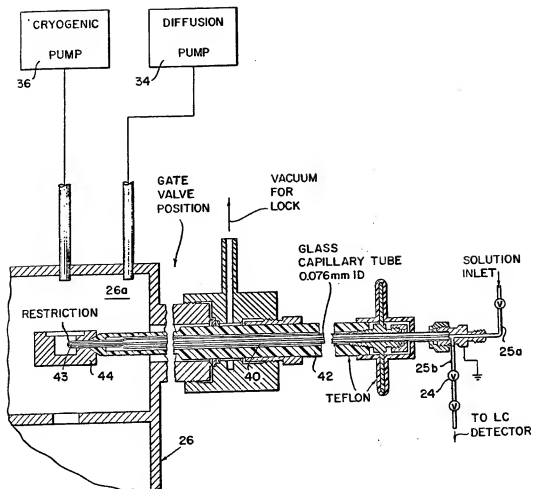 CRYOGENIC
PUMP
36
DIFFUSION
PUMP
34
GATE
VALVE
POSITION
VACUUM
FOR
LOCK
GLASS
CAPILLARY TUBE
0.076mm ID
SOLUTION
INLET
V
25a
26a
RESTRICTION
43
44
40
42
TEFLON
25b
24
V
V
TO LC
DETECTOR
26